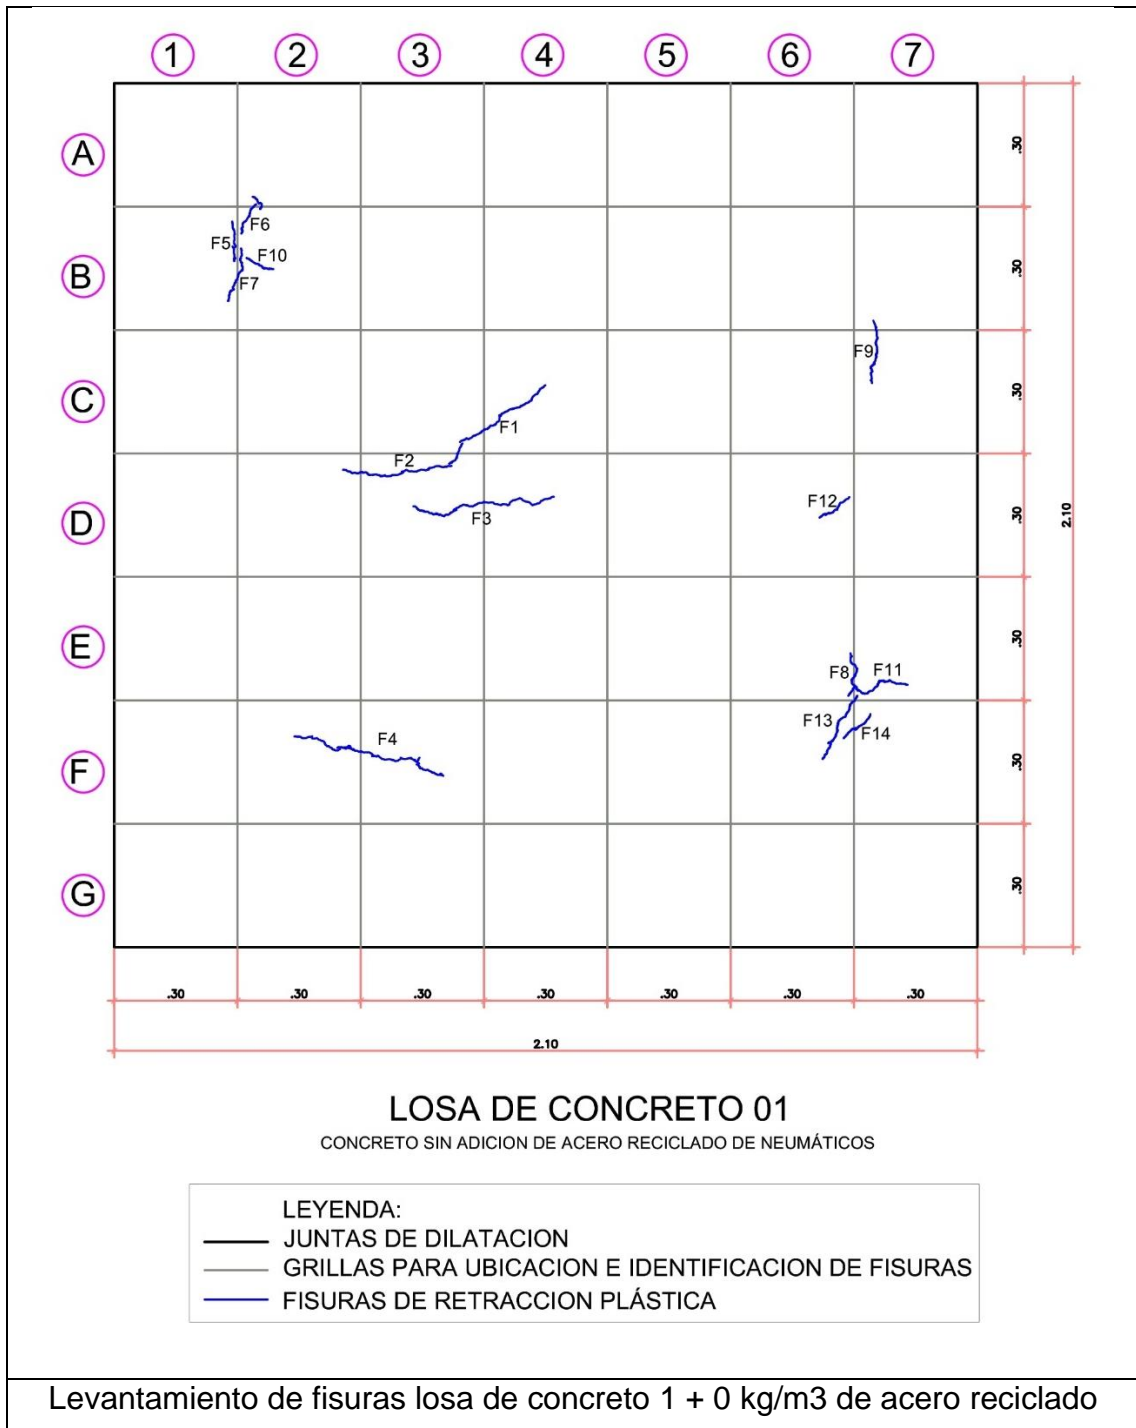 1 2 3 4 5 6 7
A
.30
F6
F5
F10
B
.30
F7
F9
C
.30
F1
F2
F12
D
.30
2.10
F3
E
.30
F8
F11
F13
F14
F4
F
.30
G
.30
.30 .30 .30 .30 .30 .30 .30
2.10
LOSA DE CONCRETO 01
CONCRETO SIN ADICION DE ACERO RECICLADO DE NEUMÁTICOS
LEYENDA:
JUNTAS DE DILATACION
GRILLAS PARA UBICACION E IDENTIFICACION DE FISURAS
FISURAS DE RETRACCION PLÁSTICA
Levantamiento de fisuras losa de concreto 1 + 0 kg/m3 de acero reciclado